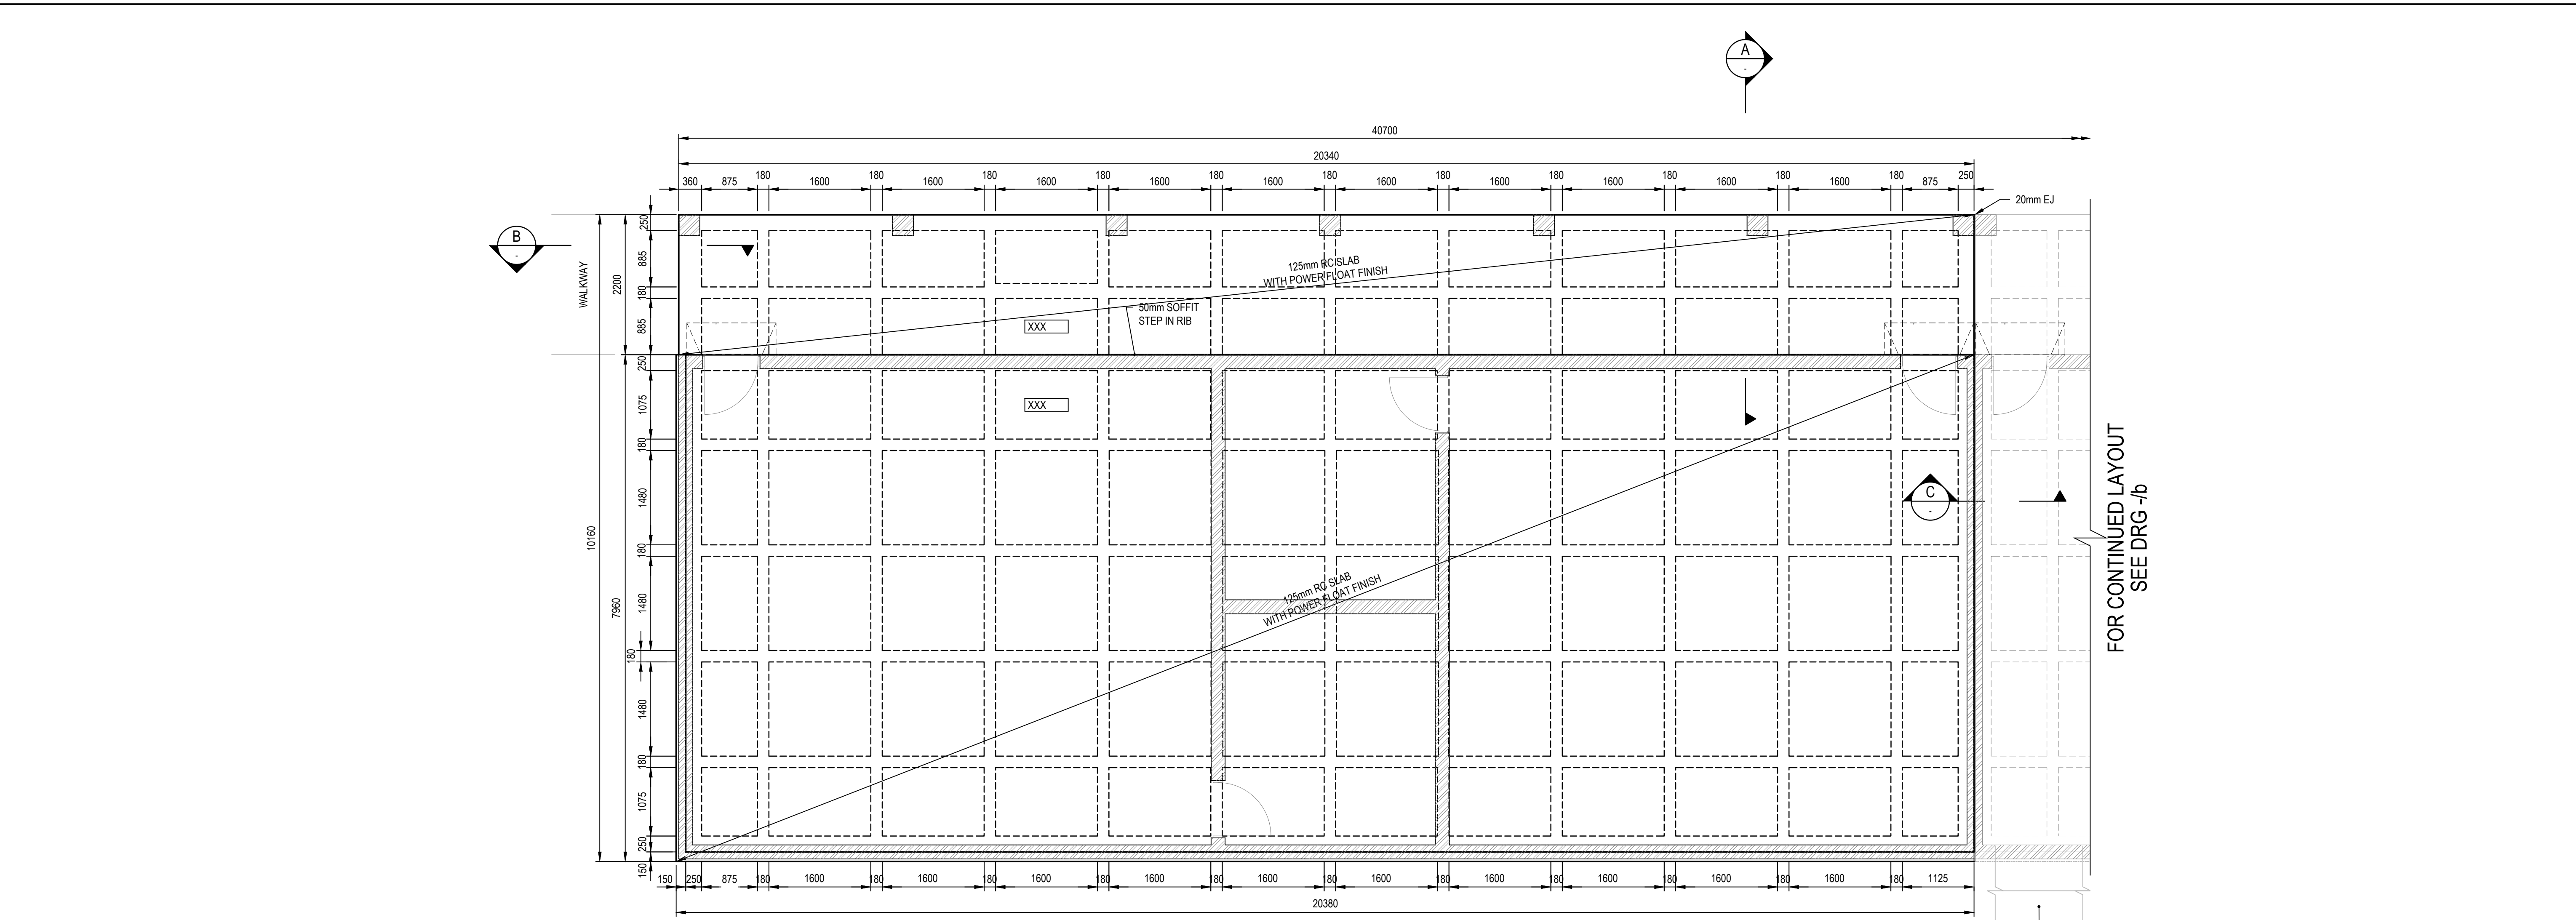 A
-
40700
20340
360 875 180 1600 180 1600 180 1600 180 1600 180 1600 180 1600 180 1600 180 1600 180 1600 180 1600 180 875 250
20mm EJ
B
-
WALKWAY
2200
250
885
180
885
125mm RC SLAB
WITH POWER FLOAT FINISH
50mm SOFFIT
STEP IN RIB
XXX
XXX
10160
7960
250
1075
180
1480
180
1480
180
1480
180
1075
250
150
125mm RC SLAB
WITH POWER FLOAT FINISH
C
-
FOR CONTINUED LAYOUT
SEE DRG -/b
150 250 875 180 1600 180 1600 180 1600 180 1600 180 1600 180 1600 180 1600 180 1600 180 1600 180 1600 180 1125
20380